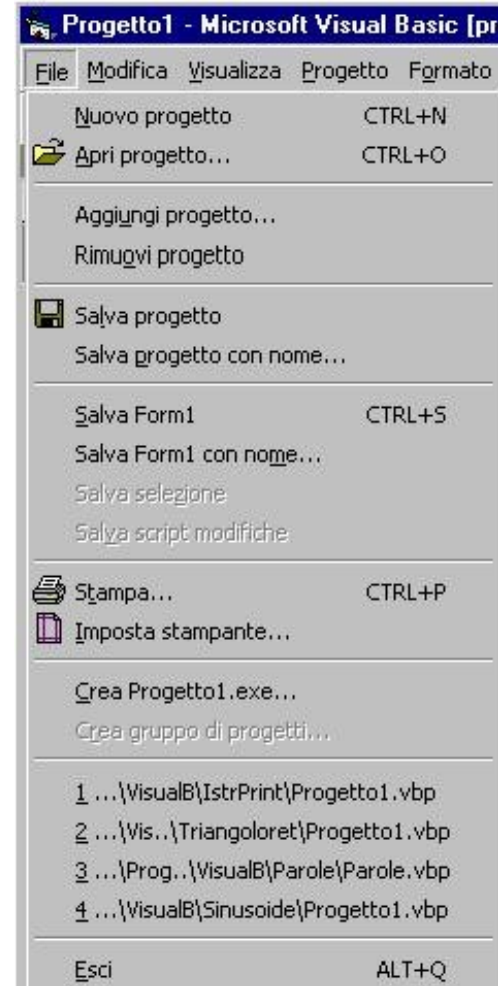 Progetto1 - Microsoft Visual Basic [pr
File Modifica Visualizza Progetto Formato
Nuovo progetto CTRL+N
Apri progetto... CTRL+O
Aggiungi progetto...
Rimuovi progetto
Salva progetto
Salva progetto con nome...
Salva Form1 CTRL+S
Salva Form1 con nome...
Salva selezione
Salva script modifiche
Stampa... CTRL+P
Imposta stampante...
Crea Progetto1.exe...
Crea gruppo di progetti...
1 ...\VisualB\IstrPrint\Progetto1.vbp
2 ...\Vis..\Triangoloret\Progetto1.vbp
3 ...\Prog..\VisualB\Parole\Parole.vbp
4 ...\VisualB\Sinusoide\Progetto1.vbp
Esci ALT+Q